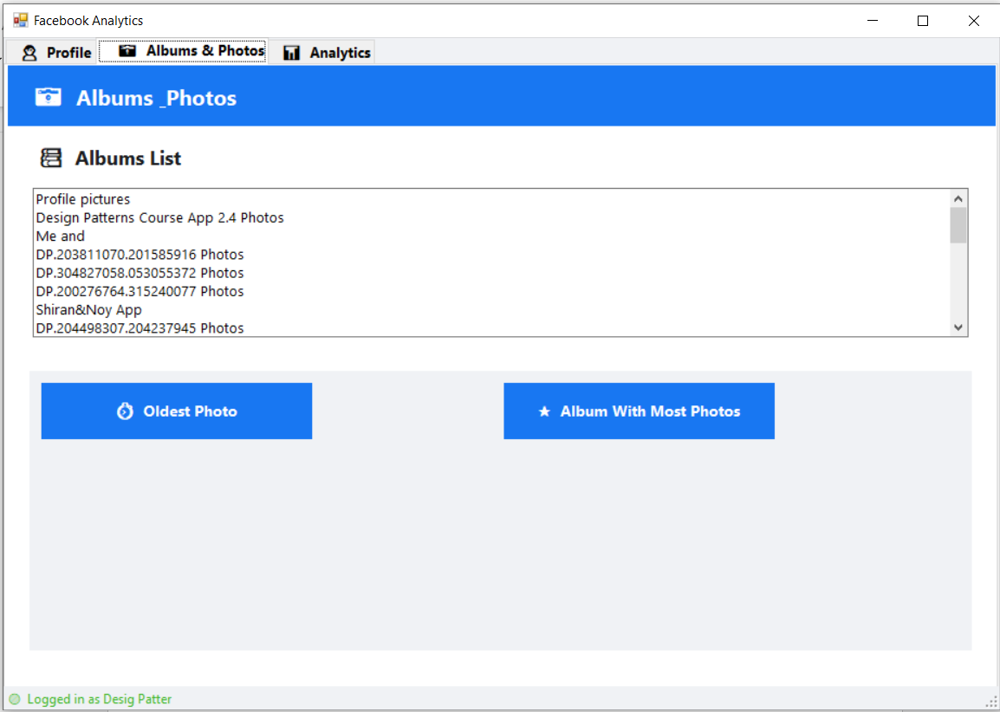 Facebook Analytics
Profile
Albums & Photos
Analytics
Albums _Photos
Albums List
Profile pictures
Design Patterns Course App 2.4 Photos
Me and
DP.203811070.201585916 Photos
DP.304827058.053055372 Photos
DP.200276764.315240077 Photos
Shiran&Noy App
DP.204498307.204237945 Photos
Oldest Photo
Album With Most Photos
Logged in as Desig Patter